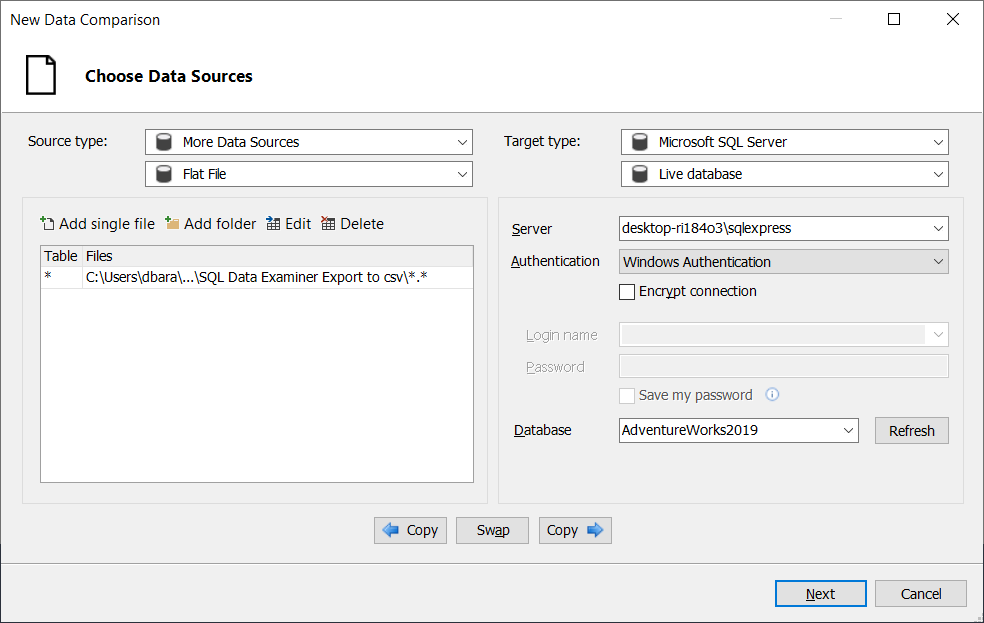 New Data Comparison
Choose Data Sources
Source type:
More Data Sources
Flat File
Target type:
Microsoft SQL Server
Live database
Add single file Add folder Edit Delete
Table Files
* C:\Users\dbara\...\SQL Data Examiner Export to csv\*.*
Server desktop-ri184o3\sqlexpress
Authentication Windows Authentication
Encrypt connection
Login name
Password
Save my password
Database AdventureWorks2019 Refresh
Copy Swap Copy
Next Cancel